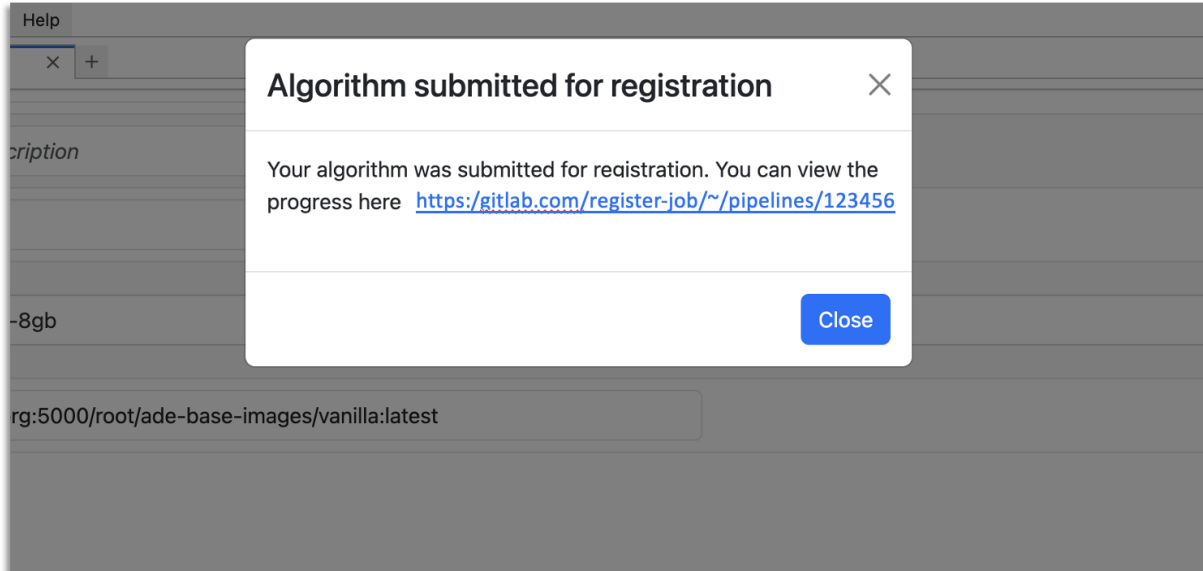 Help
+
Algorithm submitted for registration
cription
Your algorithm was submitted for registration. You can view the
progress here https:/gitlab.com/register-job/~/pipelines/123456
-8gb
Close
rg:5000/root/ade-base-images/vanilla:latest